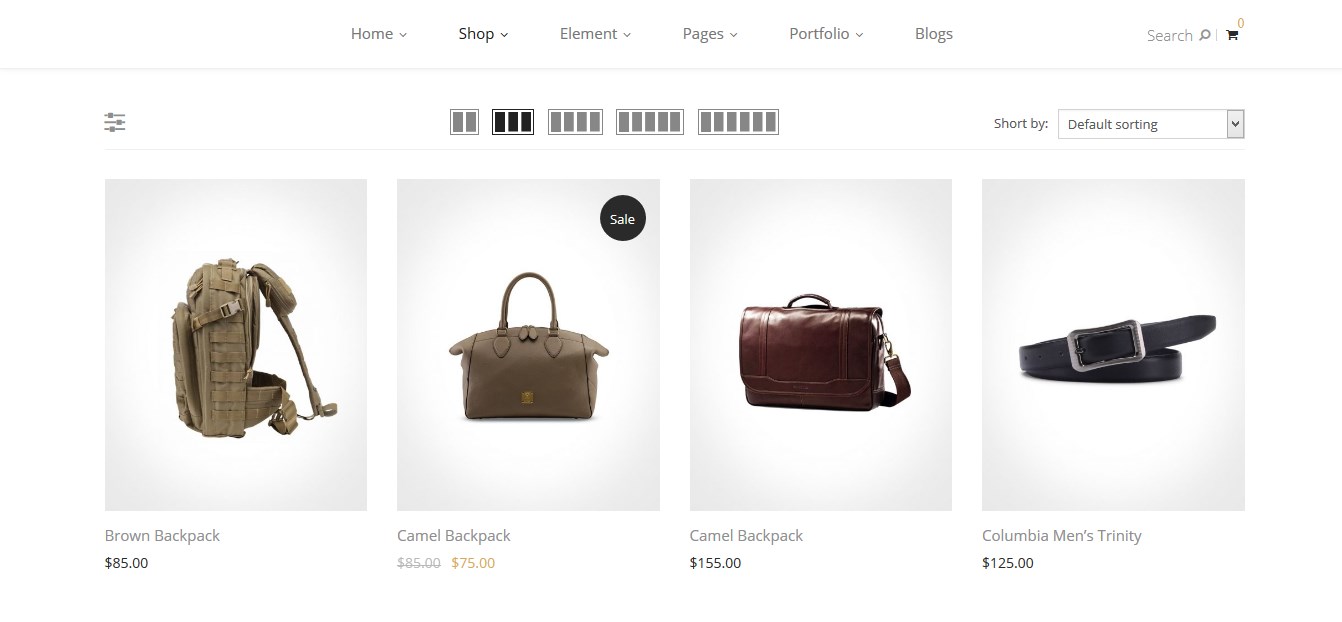 Home Shop Element Pages Portfolio Blogs Search 0
Short by: Default sorting
Sale
Brown Backpack Camel Backpack Camel Backpack Columbia Men’s Trinity
$85.00 $85.00 $75.00 $155.00 $125.00